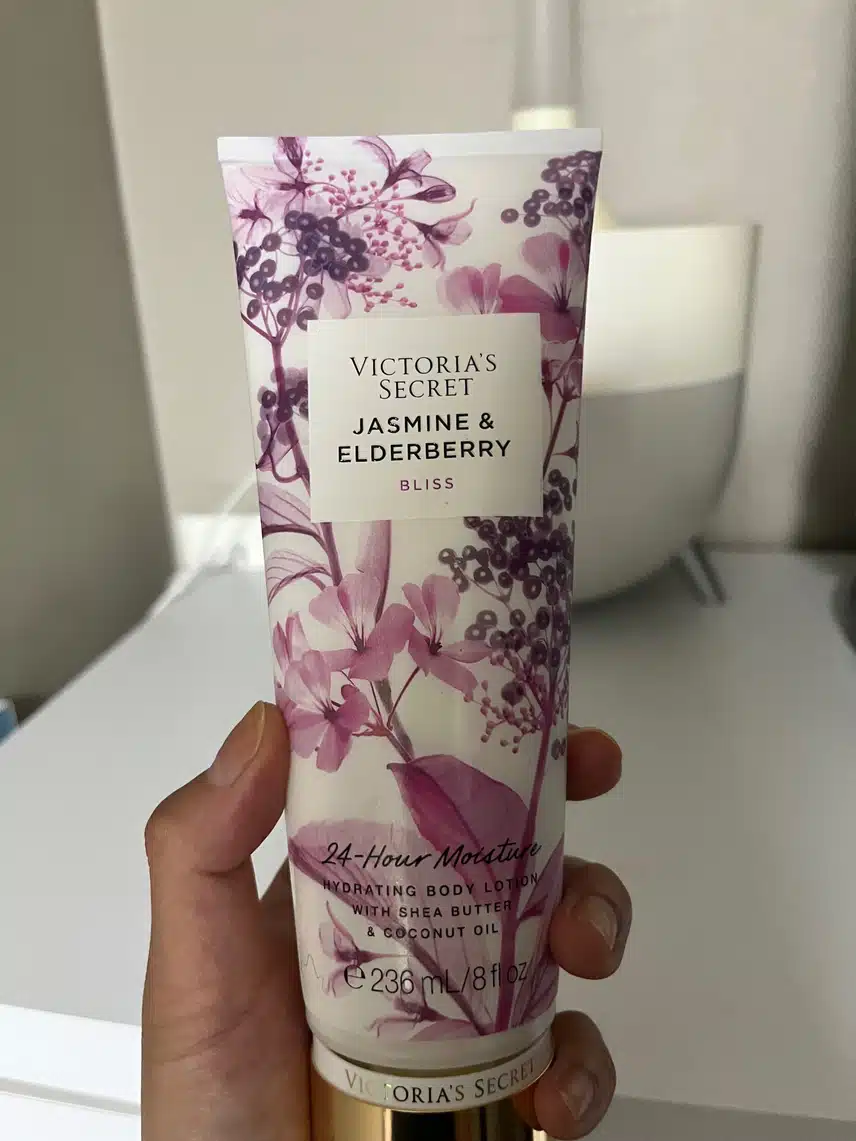 VICTORIA'S
SECRET
JASMINE &
ELDERBERRY
BLISS
24-Hour Moisture
HYDRATING BODY LOTION
WITH SHEA BUTTER
& COCONUT OIL
℮ 236 mL/8 fl oz
VICTORIA'S SECRET